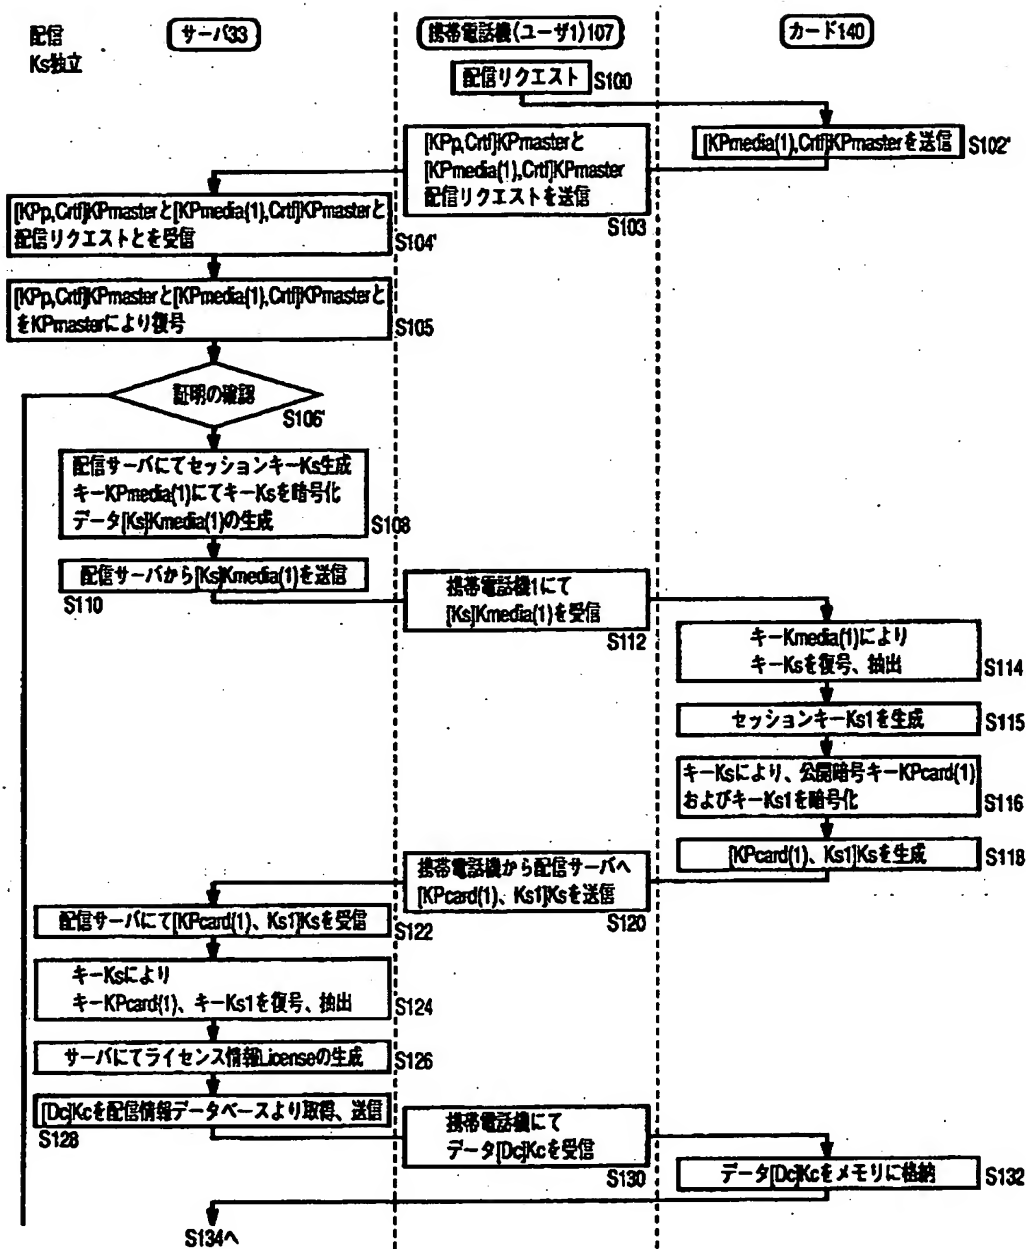 配信
Ks独立
サーバ33
携帯電話機(ユーザ1)107
カード140
配信リクエスト
S100
[KPmedia(1),Crtf]KPmasterを送信
S102'
[KPp,Crtf]KPmasterと
[KPmedia(1),Crtf]KPmaster
配信リクエストを送信
S103
[KPp,Crtf]KPmasterと[KPmedia(1),Crtf]KPmasterと
配信リクエストとを受信
S104'
[KPp,Crtf]KPmasterと[KPmedia(1),Crtf]KPmasterと
をKPmasterにより復号
S105
証明の確認
S106'
配信サーバにてセッションキーKs生成
キーKPmedia(1)にてキーKsを暗号化
データ[Ks]Kmedia(1)の生成
S108
配信サーバから[Ks]Kmedia(1)を送信
S110
携帯電話機1にて
[Ks]Kmedia(1)を受信
S112
キーKmedia(1)により
キーKsを復号、抽出
S114
セッションキーKs1を生成
S115
キーKsにより、公開暗号キーKPcard(1)
およびキーKs1を暗号化
S116
[KPcard(1)、Ks1]Ksを生成
S118
携帯電話機から配信サーバへ
[KPcard(1)、Ks1]Ksを送信
S120
配信サーバにて[KPcard(1)、Ks1]Ksを受信
S122
キーKsにより
キーKPcard(1)、キーKs1を復号、抽出
S124
サーバにてライセンス情報Licenseの生成
S126
[Dc]Kcを配信情報データベースより取得、送信
S128
携帯電話機にて
データ[Dc]Kcを受信
S130
データ[Dc]Kcをメモリに格納
S132
S134へ